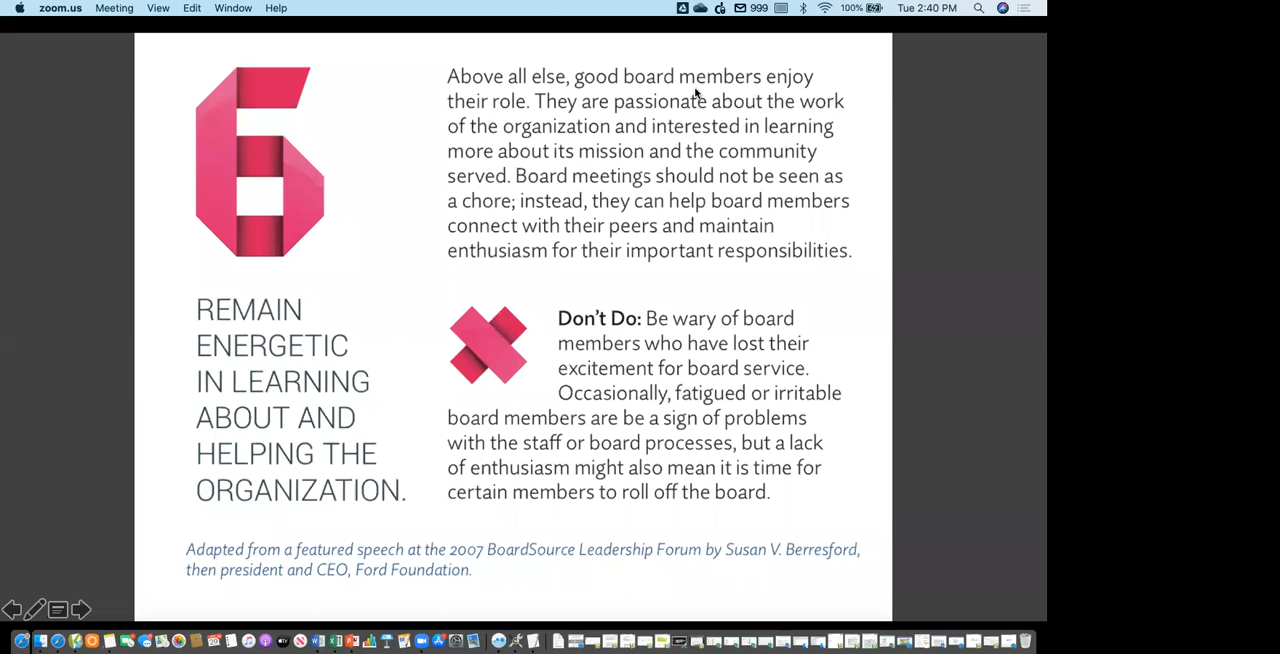 zoom.us Meeting View Edit Window Help 999 100% Tue 2:40 PM
6
REMAIN
ENERGETIC
IN LEARNING
ABOUT AND
HELPING THE
ORGANIZATION.
Above all else, good board members enjoy
their role. They are passionate about the work
of the organization and interested in learning
more about its mission and the community
served. Board meetings should not be seen as
a chore; instead, they can help board members
connect with their peers and maintain
enthusiasm for their important responsibilities.
Don't Do: Be wary of board
members who have lost their
excitement for board service.
Occasionally, fatigued or irritable
board members are be a sign of problems
with the staff or board processes, but a lack
of enthusiasm might also mean it is time for
certain members to roll off the board.
Adapted from a featured speech at the 2007 BoardSource Leadership Forum by Susan V. Berresford,
then president and CEO, Ford Foundation.